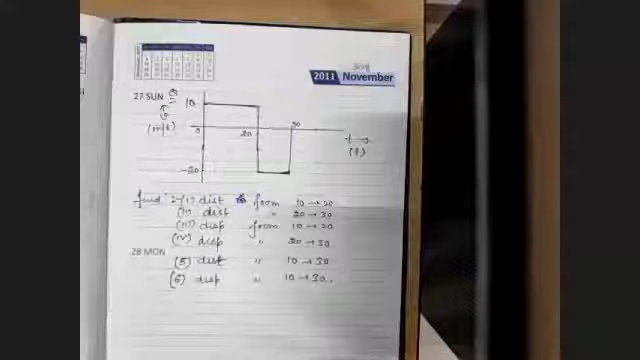 2011 November
27 SUN
10
(m/s)
0
20
30
t →
(s)
-20
find :- (i) dist from 10 → 20
(ii) dist " 20 → 30
(iii) disp from 10 → 20
(iv) disp " 20 → 30
28 MON
(5) dist " 10 → 30
(6) disp " 10 → 30.